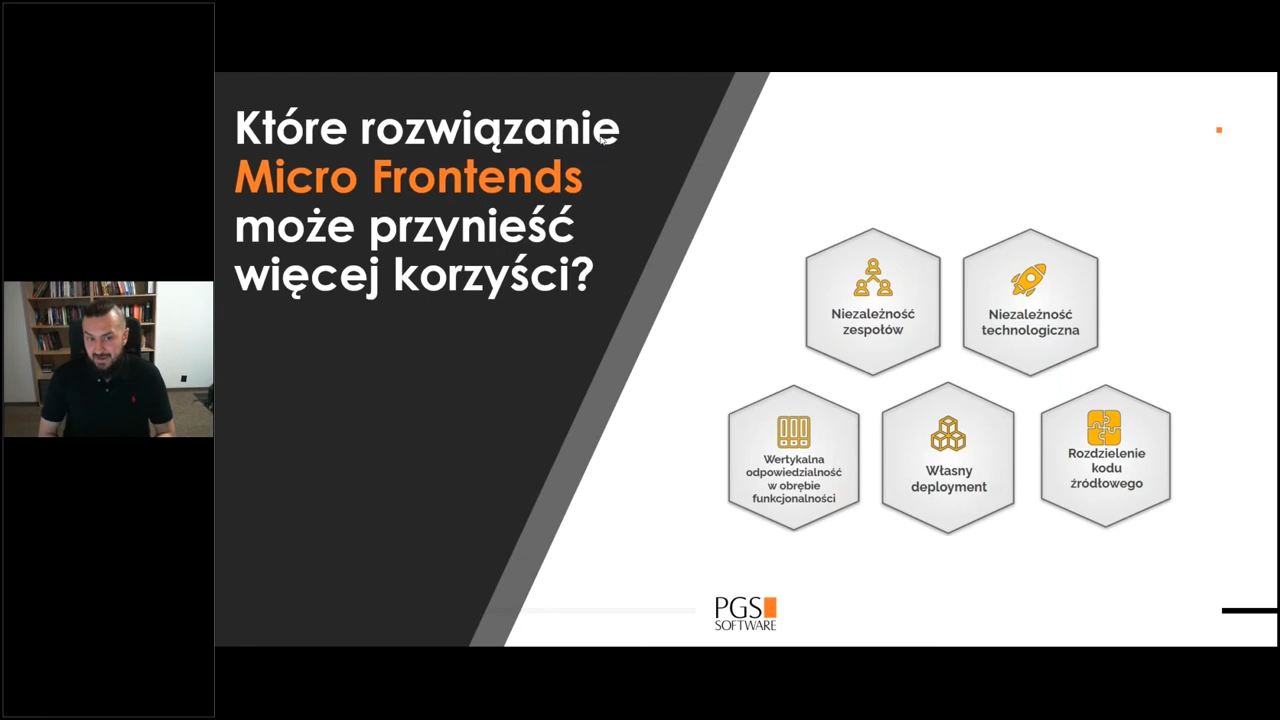 Które rozwiązanie
Micro Frontends
może przynieść
więcej korzyści?
Niezależność
zespołów
Niezależność
technologiczna
Wertykalna
odpowiedzialność
w obrębie
funkcjonalności
Własny
deployment
Rozdzielenie
kodu
źródłowego
PGS
SOFTWARE